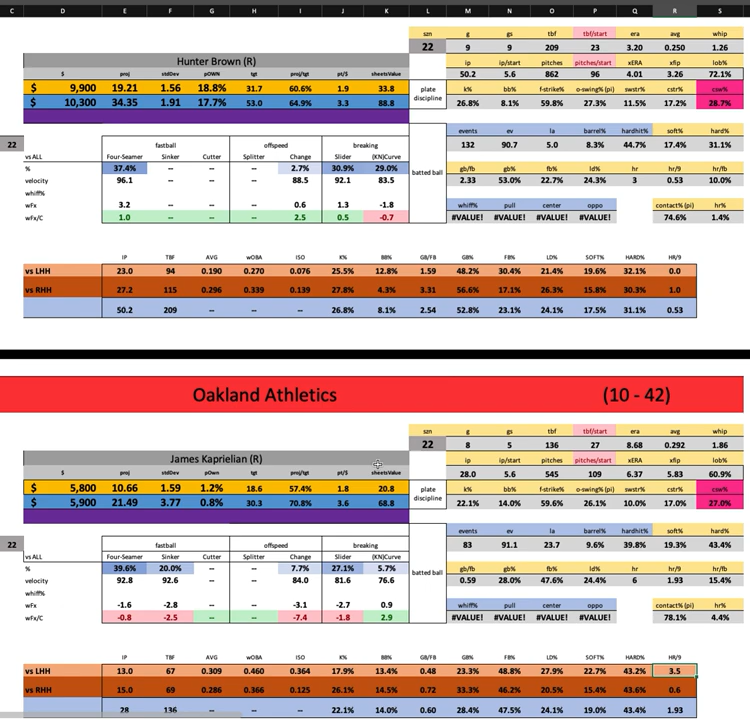 C D E F G H I J K L M N O P Q R S
szn g gs tbf tbf/start era avg whip
22 9 9 209 23 3.20 0.250 1.26
Hunter Brown (R) ip ip/start pitches pitches/start xERA xfip lob%
$ proj stdDev pOWN tgt proj/tgt pt/$ sheetsValue 50.2 5.6 862 96 4.01 3.26 72.1%
$ 9,900 19.21 1.56 18.8% 31.7 60.6% 1.9 33.8 plate discipline k% bb% f-strike% o-swing% (pi) swstr% cstr% csw%
$ 10,300 34.35 1.91 17.7% 53.0 64.9% 3.3 88.8 26.8% 8.1% 59.8% 27.3% 11.5% 17.2% 28.7%
events ev la barrel% hardhit% soft% hard%
22 fastball offspeed breaking 132 90.7 5.0 8.3% 44.7% 17.4% 31.1%
vs ALL Four-Seamer Sinker Cutter Splitter Change Slider (KN)Curve
% 37.4% -- -- -- 2.7% 30.9% 29.0% batted ball gb/fb gb% fb% ld% hr hr/9 hr/fb
velocity 96.1 -- -- -- 88.5 92.1 83.5 2.33 53.0% 22.7% 24.3% 3 0.53 10.0%
whiff%
wFx 3.2 -- -- -- 0.6 1.3 -1.8 whiff% pull center oppo contact% (pi) hr%
wFx/C 1.0 -- -- -- 2.5 0.5 -0.7 #VALUE! #VALUE! #VALUE! #VALUE! 74.6% 1.4%
IP TBF AVG wOBA ISO K% BB% GB/FB GB% FB% LD% SOFT% HARD% HR/9
vs LHH 23.0 94 0.190 0.270 0.076 25.5% 12.8% 1.59 48.2% 30.4% 21.4% 19.6% 32.1% 0.0
vs RHH 27.2 115 0.296 0.339 0.139 27.8% 4.3% 3.31 56.6% 17.1% 26.3% 15.8% 30.3% 1.0
50.2 209 -- -- -- 26.8% 8.1% 2.54 52.8% 23.1% 24.1% 17.5% 31.1% 0.53
Oakland Athletics (10 - 42)
szn g gs tbf tbf/start era avg whip
22 8 5 136 27 8.68 0.292 1.86
James Kaprielian (R) ip ip/start pitches pitches/start xERA xfip lob%
$ proj stdDev pOwn tgt proj/tgt pt/$ sheetsValue 28.0 5.6 545 109 6.37 5.83 60.9%
$ 5,800 10.66 1.59 1.2% 18.6 57.4% 1.8 20.8 plate discipline k% bb% f-strike% o-swing% (pi) swstr% cstr% csw%
$ 5,900 21.49 3.77 0.8% 30.3 70.8% 3.6 68.8 22.1% 14.0% 59.6% 26.1% 10.0% 17.0% 27.0%
events ev la barrel% hardhit% soft% hard%
22 fastball offspeed breaking 83 91.1 23.7 9.6% 39.8% 19.3% 43.4%
vs ALL Four-Seamer Sinker Cutter Splitter Change Slider (KN)Curve
% 39.6% 20.0% -- -- 7.7% 27.1% 5.7% batted ball gb/fb gb% fb% ld% hr hr/9 hr/fb
velocity 92.8 92.6 -- -- 84.0 81.6 76.6 0.59 28.0% 47.6% 24.4% 6 1.93 15.4%
whiff%
wFx -1.6 -2.8 -- -- -3.1 -2.7 0.9 whiff% pull center oppo contact% (pi) hr%
wFx/C -0.8 -2.5 -- -- -7.4 -1.8 2.9 #VALUE! #VALUE! #VALUE! #VALUE! 78.1% 4.4%
IP TBF AVG wOBA ISO K% BB% GB/FB GB% FB% LD% SOFT% HARD% HR/9
vs LHH 13.0 67 0.309 0.460 0.364 17.9% 13.4% 0.48 23.3% 48.8% 27.9% 22.7% 43.2% 3.5
vs RHH 15.0 69 0.286 0.366 0.125 26.1% 14.5% 0.72 33.3% 46.2% 20.5% 15.4% 43.6% 0.6
28 136 -- -- -- 22.1% 14.0% 0.60 28.4% 47.5% 24.1% 19.0% 43.4% 1.93